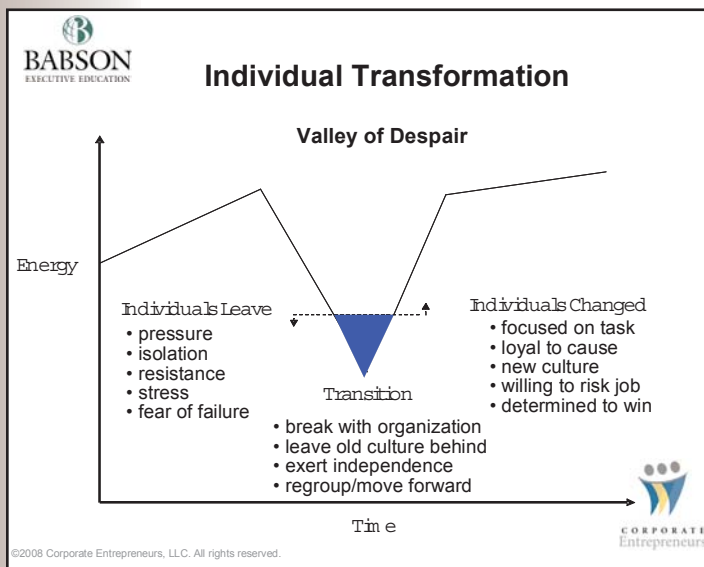 BABSON
EXECUTIVE EDUCATION
Individual Transformation
Valley of Despair
Energy
Individuals Leave
• pressure
• isolation
• resistance
• stress
• fear of failure
Transition
• break with organization
• leave old culture behind
• exert independence
• regroup/move forward
Individuals Changed
• focused on task
• loyal to cause
• new culture
• willing to risk job
• determined to win
Time
CORPORATE
Entrepreneurs
©2008 Corporate Entrepreneurs, LLC. All rights reserved.